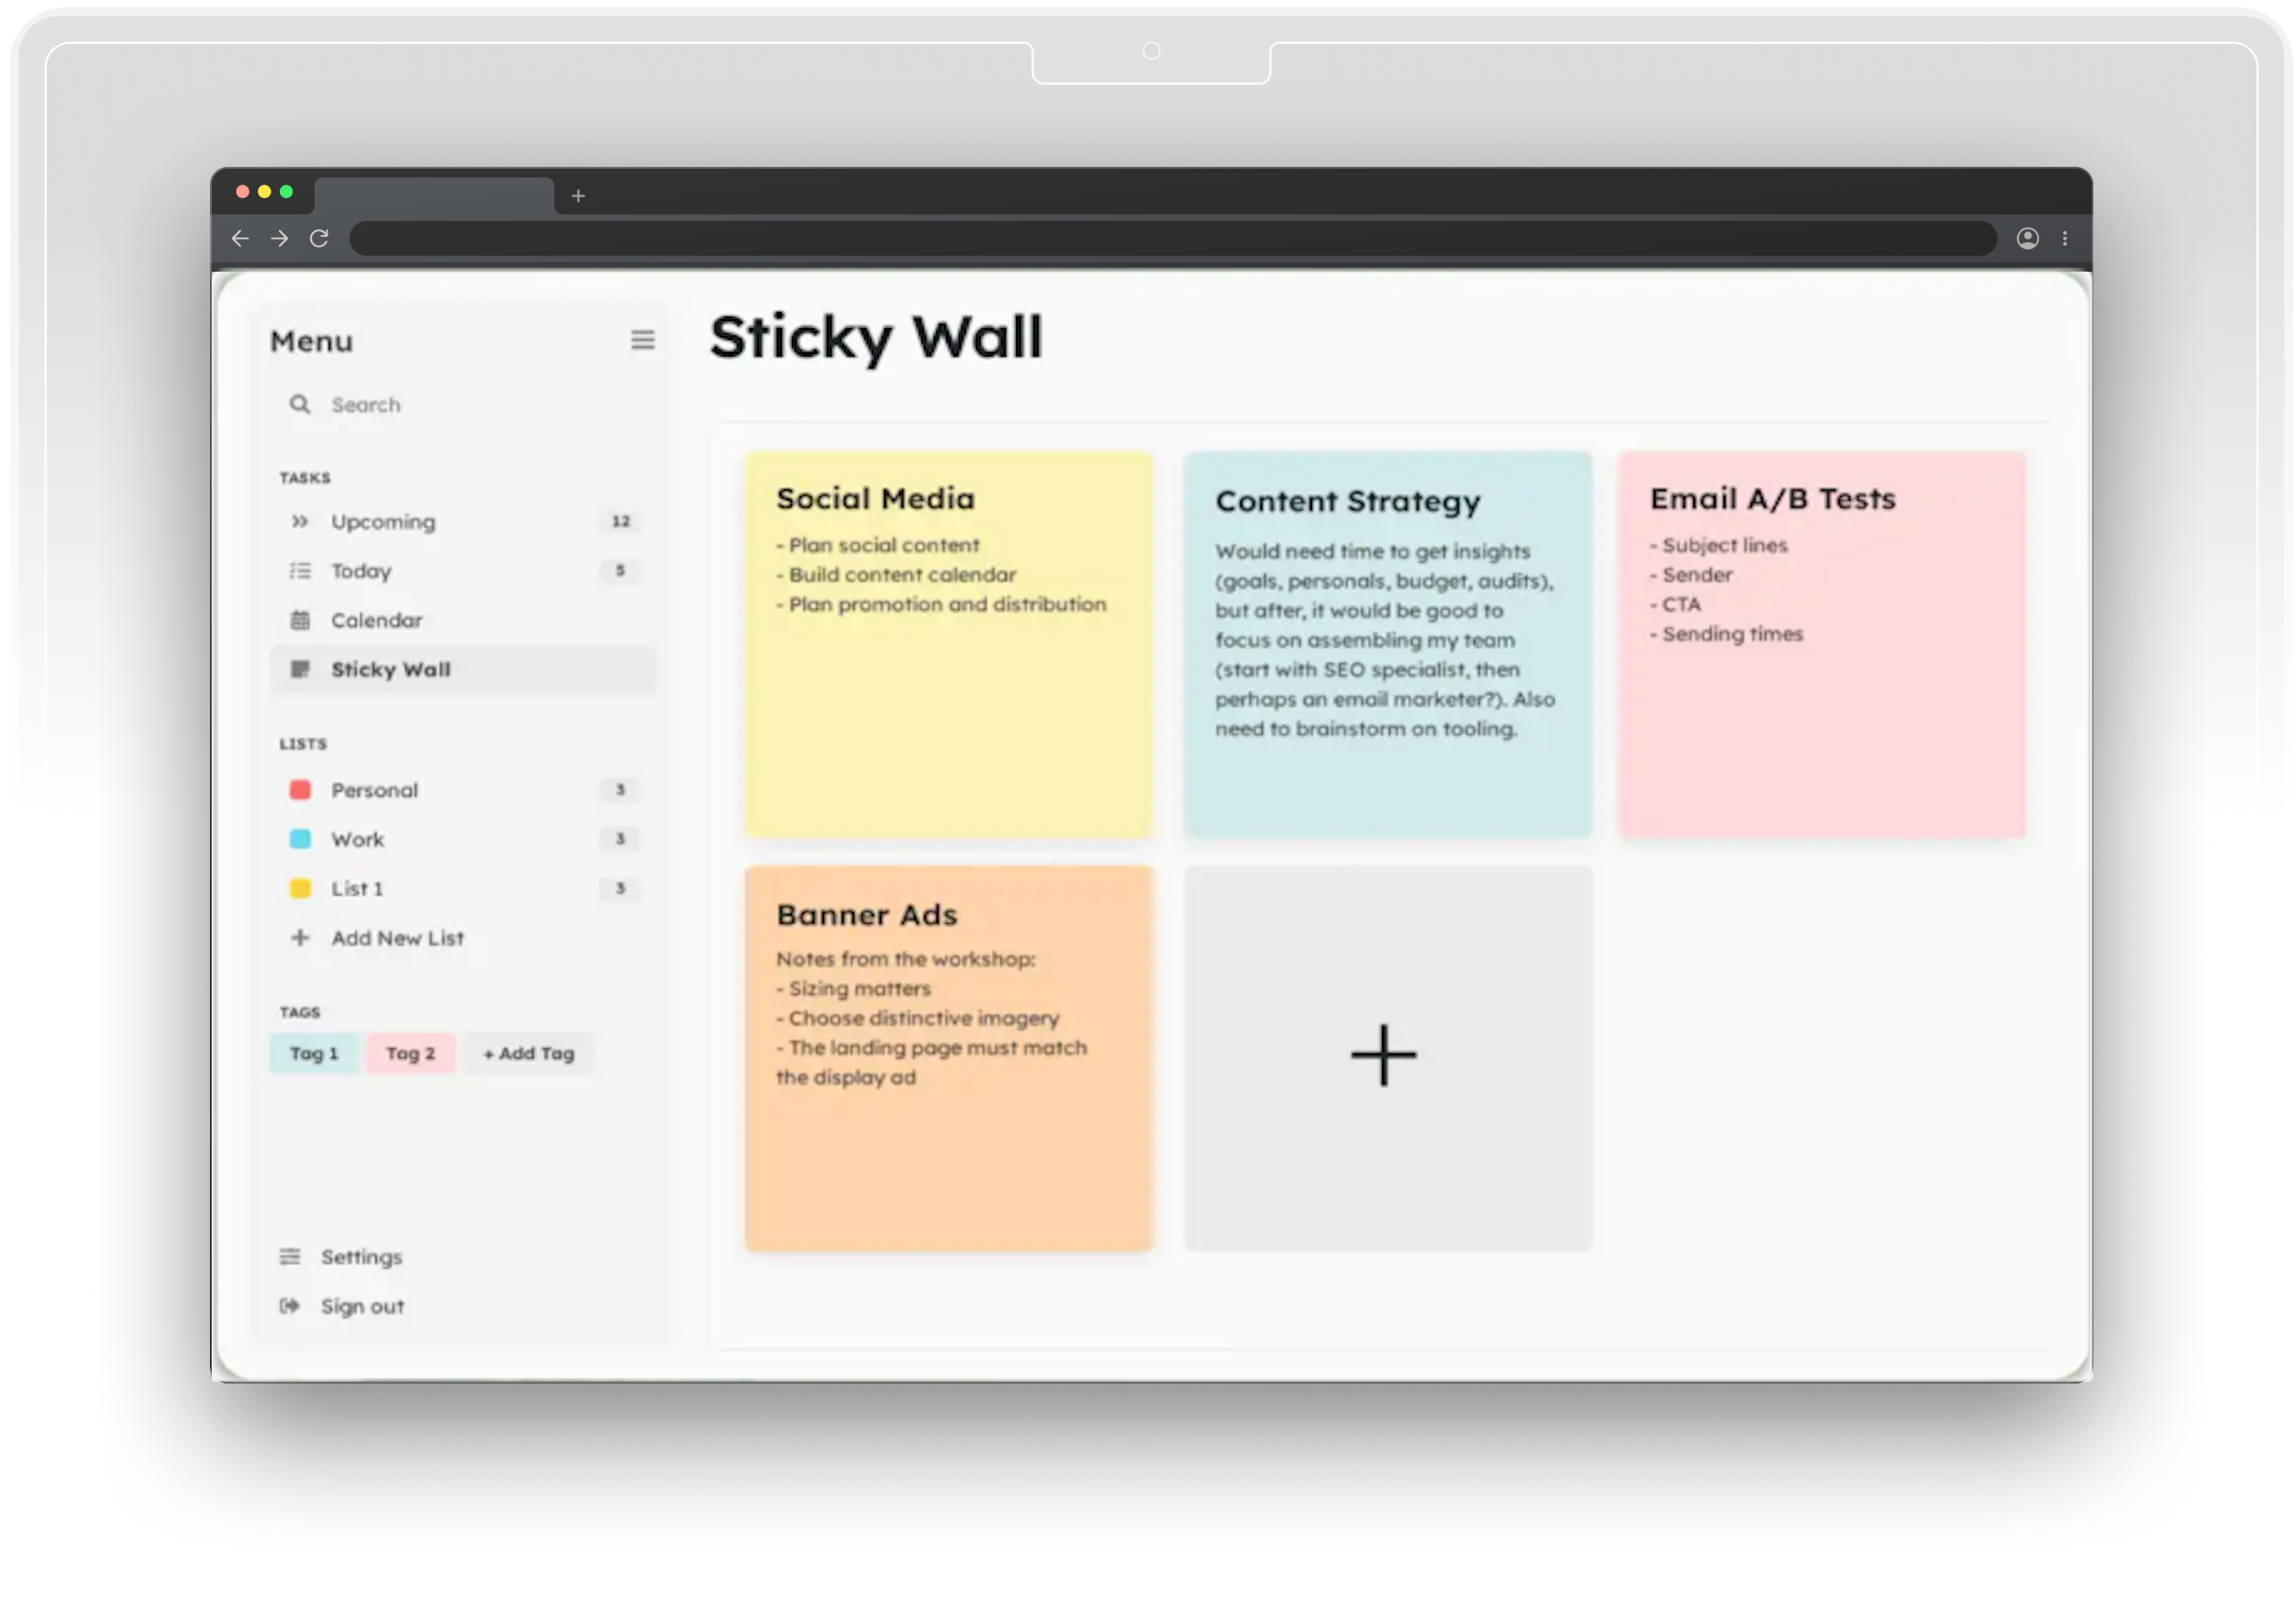 Menu
Search
TASKS
Upcoming 12
Today 5
Calendar
Sticky Wall
LISTS
Personal 3
Work 3
List 1 3
+ Add New List
TAGS
Tag 1 Tag 2 + Add Tag
Settings
Sign out
Sticky Wall
Social Media
- Plan social content
- Build content calendar
- Plan promotion and distribution
Content Strategy
Would need time to get insights
(goals, personals, budget, audits),
but after, it would be good to
focus on assembling my team
(start with SEO specialist, then
perhaps an email marketer?). Also
need to brainstorm on tooling.
Email A/B Tests
- Subject lines
- Sender
- CTA
- Sending times
Banner Ads
Notes from the workshop:
- Sizing matters
- Choose distinctive imagery
- The landing page must match
the display ad